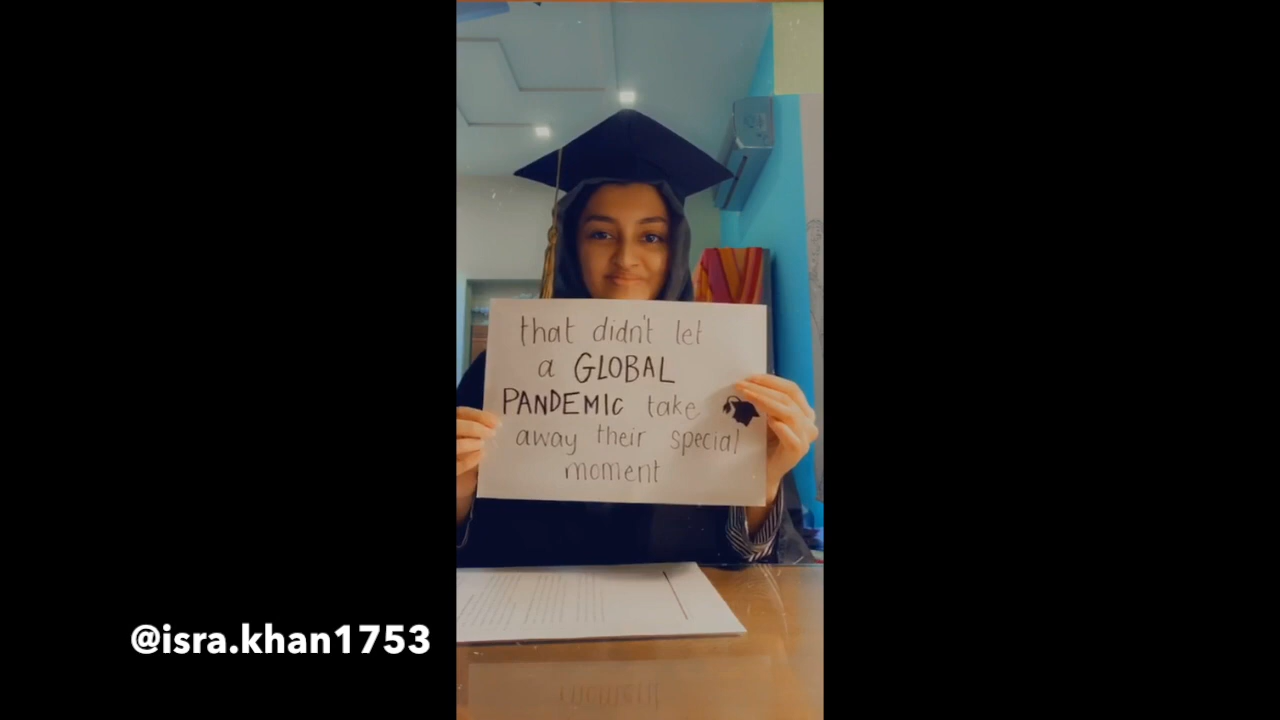 that didn't let
a GLOBAL
PANDEMIC take
away their special
moment
@isra.khan1753